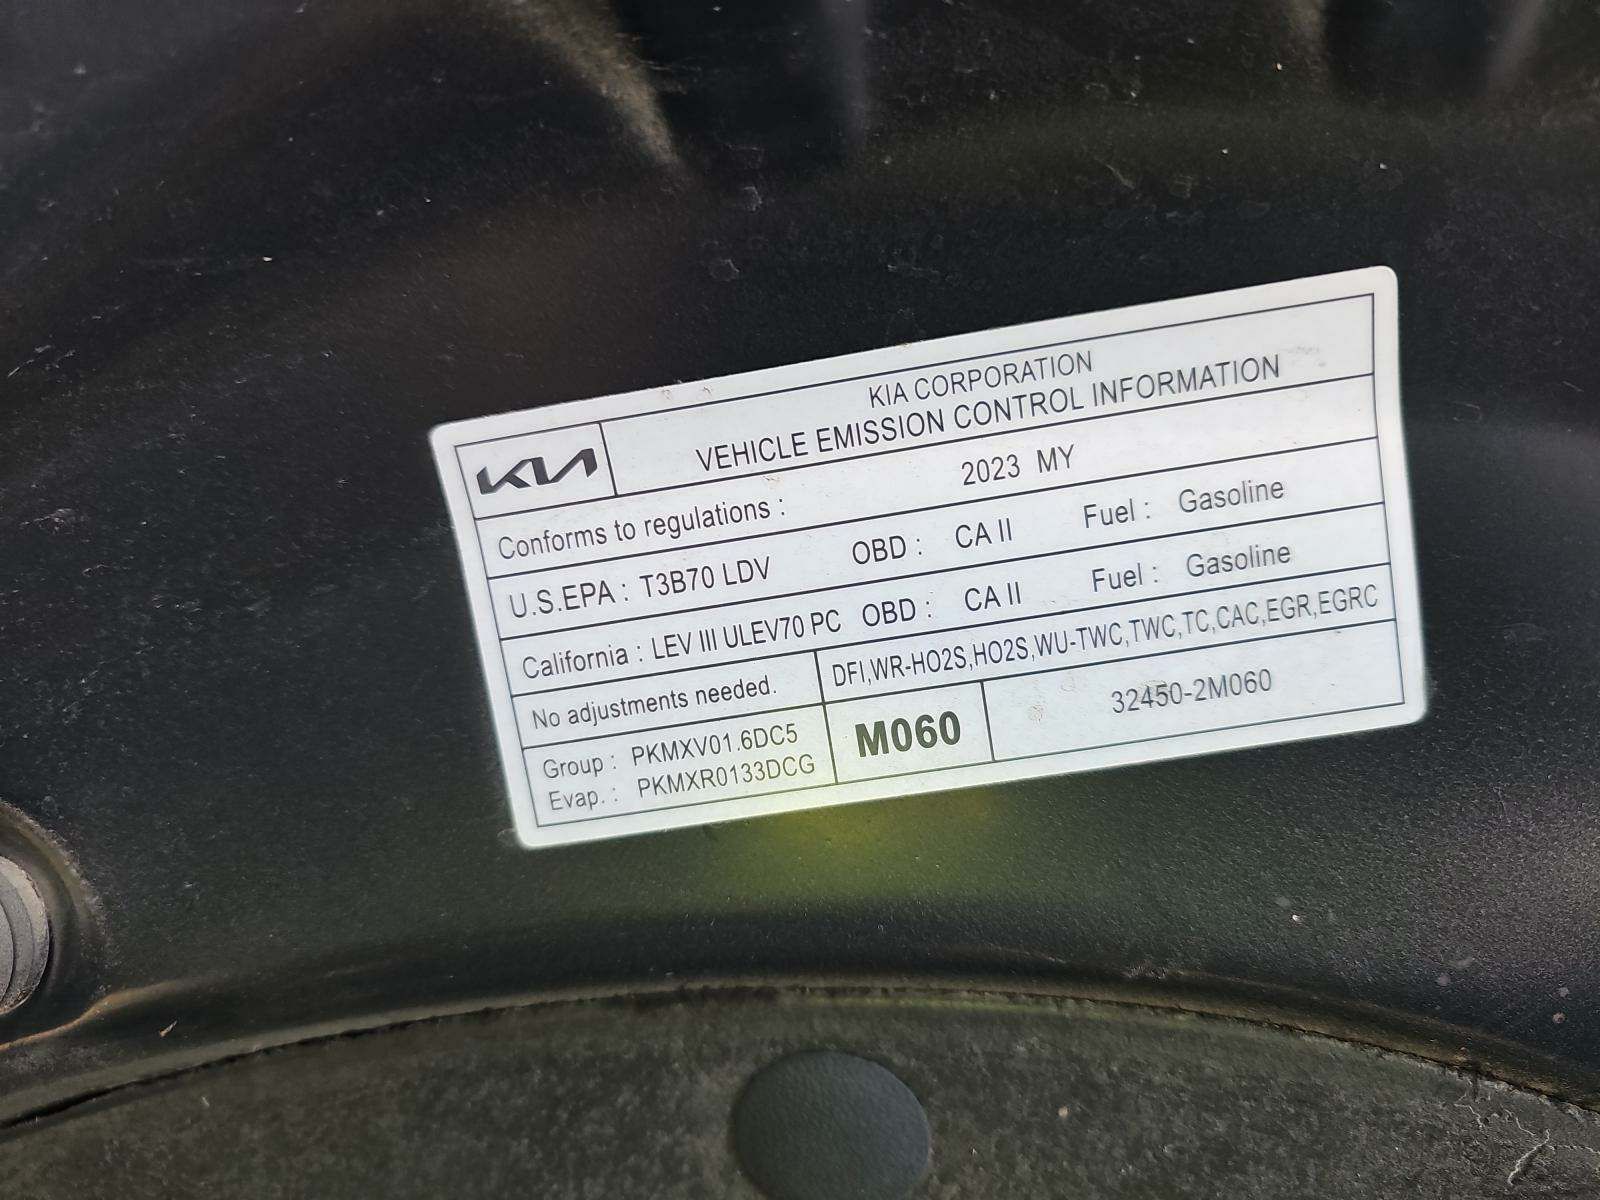 KIA
KIA CORPORATION
VEHICLE EMISSION CONTROL INFORMATION
Conforms to regulations : 2023 MY
U.S.EPA : T3B70 LDV OBD : CA II Fuel : Gasoline
California : LEV III ULEV70 PC OBD : CA II Fuel : Gasoline
No adjustments needed. DFI,WR-HO2S,HO2S,WU-TWC,TWC,TC,CAC,EGR,EGRC
Group : PKMXV01.6DC5
Evap. : PKMXR0133DCG
M060
32450-2M060